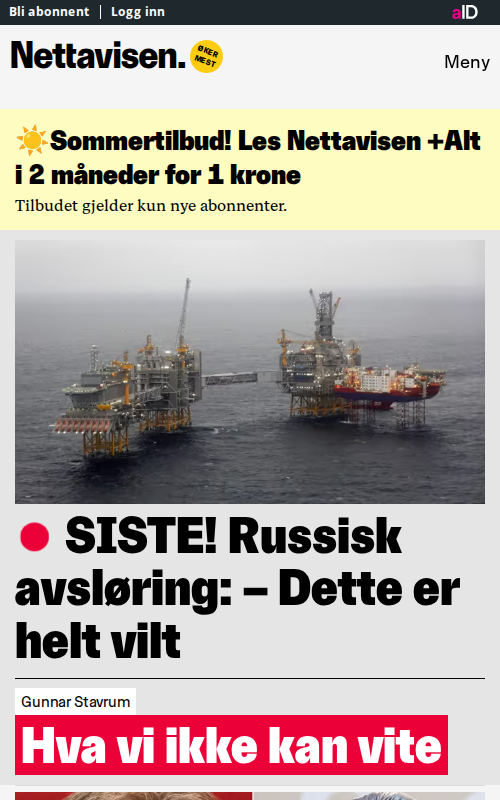 Bli abonnent | Logg inn
aID
Nettavisen.
ØKER
MEST
Meny
☀️Sommertilbud! Les Nettavisen +Alt
i 2 måneder for 1 krone
Tilbudet gjelder kun nye abonnenter.
SISTE! Russisk
avsløring: – Dette er
helt vilt
Gunnar Stavrum
Hva vi ikke kan vite